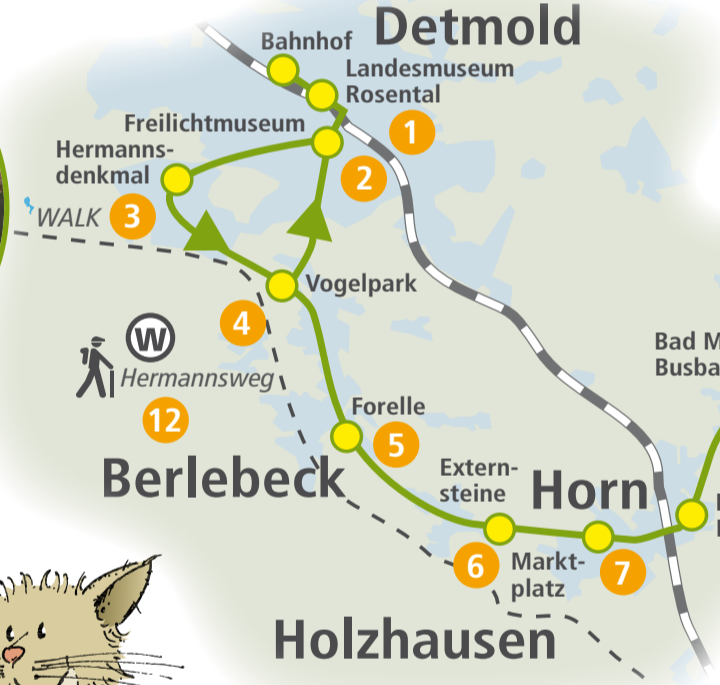 Detmold
Bahnhof
Landesmuseum
Rosental
1
Freilichtmuseum
2
Hermanns-
denkmal
WALK 3
Vogelpark
4
W
Hermannsweg
12
Bad M
Busba
Forelle
5
Berlebeck
Extern-
steine
Horn
6
Markt-
platz
7
Holzhausen